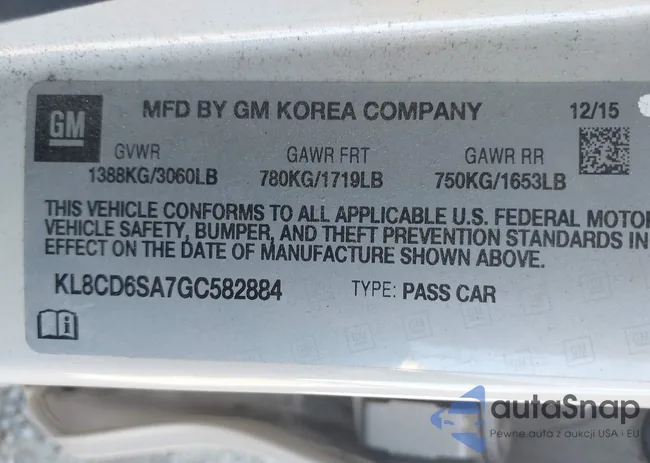 GM
MFD BY GM KOREA COMPANY 12/15
GVWR GAWR FRT GAWR RR
1388KG/3060LB 780KG/1719LB 750KG/1653LB
THIS VEHICLE CONFORMS TO ALL APPLICABLE U.S. FEDERAL MOTOR
VEHICLE SAFETY, BUMPER, AND THEFT PREVENTION STANDARDS IN
EFFECT ON THE DATE OF MANUFACTURE SHOWN ABOVE.
KL8CD6SA7GC582884 TYPE: PASS CAR
autoSnap
Pewne auta z aukcji USA i EU